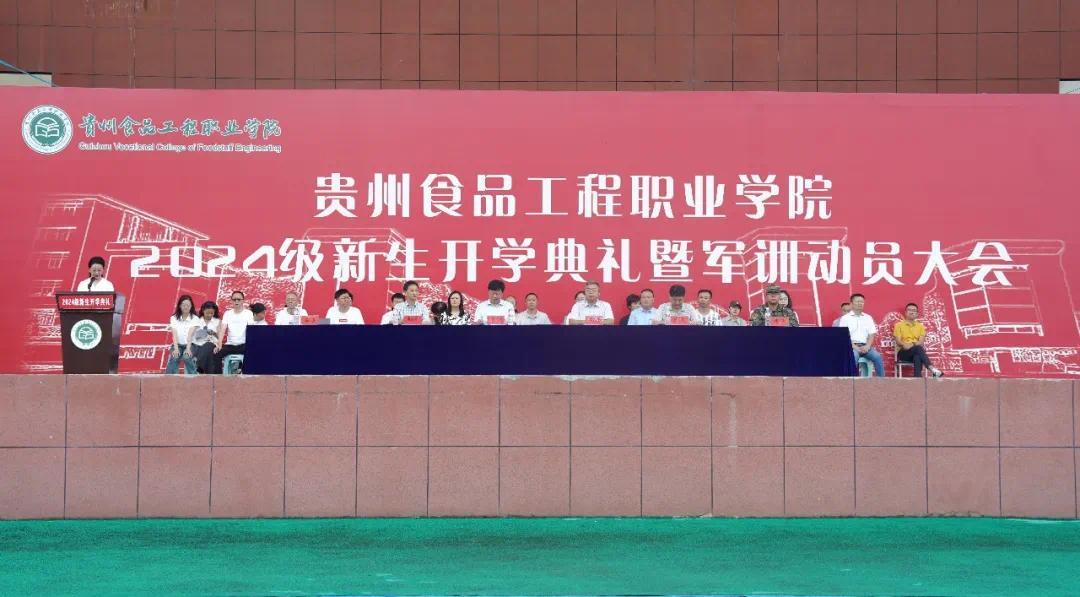 贵州食品工程职业学院
Guizhou Vocational College of Foodstuff Engineering
贵州食品工程职业学院
2024级新生开学典礼暨军训动员大会
2024级新生开学典礼